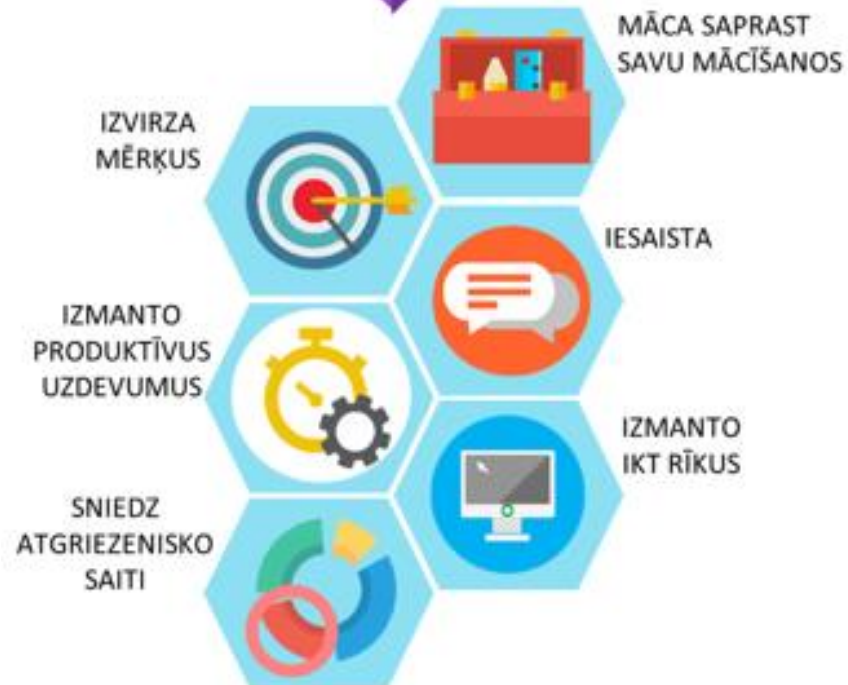 MĀCA SAPRAST
SAVU MĀCĪŠANOS
IZVIRZA
MĒRĶUS
IESAISTA
IZMANTO
PRODUKTĪVUS
UZDEVUMUS
IZMANTO
IKT RĪKUS
SNIEDZ
ATGRIEZENISKO
SAITI